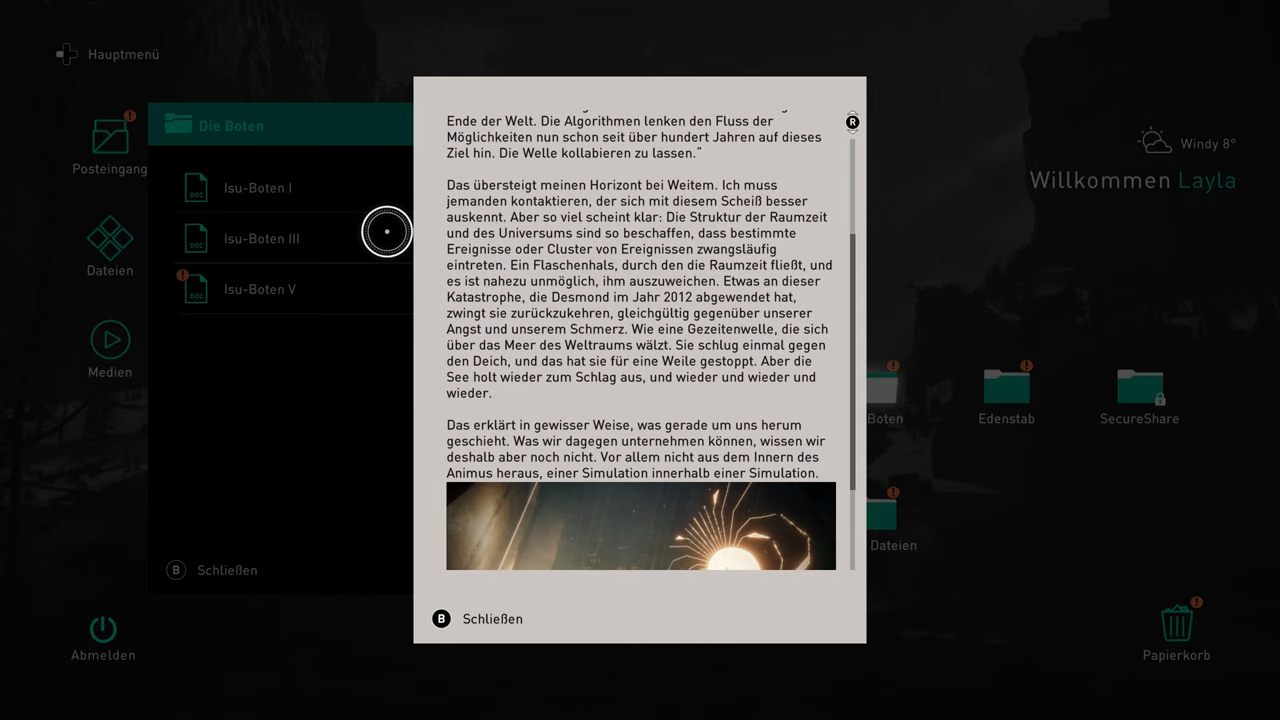 Hauptmenü
Die Boten
Posteingang
Isu-Boten I
Isu-Boten III
Isu-Boten V
Dateien
Medien
B Schließen
Abmelden
Ende der Welt. Die Algorithmen lenken den Fluss der
Möglichkeiten nun schon seit über hundert Jahren auf dieses
Ziel hin. Die Welle kollabieren zu lassen."
Das übersteigt meinen Horizont bei Weitem. Ich muss
jemanden kontaktieren, der sich mit diesem Scheiß besser
auskennt. Aber so viel scheint klar: Die Struktur der Raumzeit
und des Universums sind so beschaffen, dass bestimmte
Ereignisse oder Cluster von Ereignissen zwangsläufig
eintreten. Ein Flaschenhals, durch den die Raumzeit fließt, und
es ist nahezu unmöglich, ihm auszuweichen. Etwas an dieser
Katastrophe, die Desmond im Jahr 2012 abgewendet hat,
zwingt sie zurückzukehren, gleichgültig gegenüber unserer
Angst und unserem Schmerz. Wie eine Gezeitenwelle, die sich
über das Meer des Weltraums wälzt. Sie schlug einmal gegen
den Deich, und das hat sie für eine Weile gestoppt. Aber die
See holt wieder zum Schlag aus, und wieder und wieder und
wieder.
Das erklärt in gewisser Weise, was gerade um uns herum
geschieht. Was wir dagegen unternehmen können, wissen wir
deshalb aber noch nicht. Vor allem nicht aus dem Innern des
Animus heraus, einer Simulation innerhalb einer Simulation.
R
B Schließen
Windy 8°
Willkommen Layla
Boten
Edenstab
SecureShare
Dateien
Papierkorb
DOC
DOC
DOC